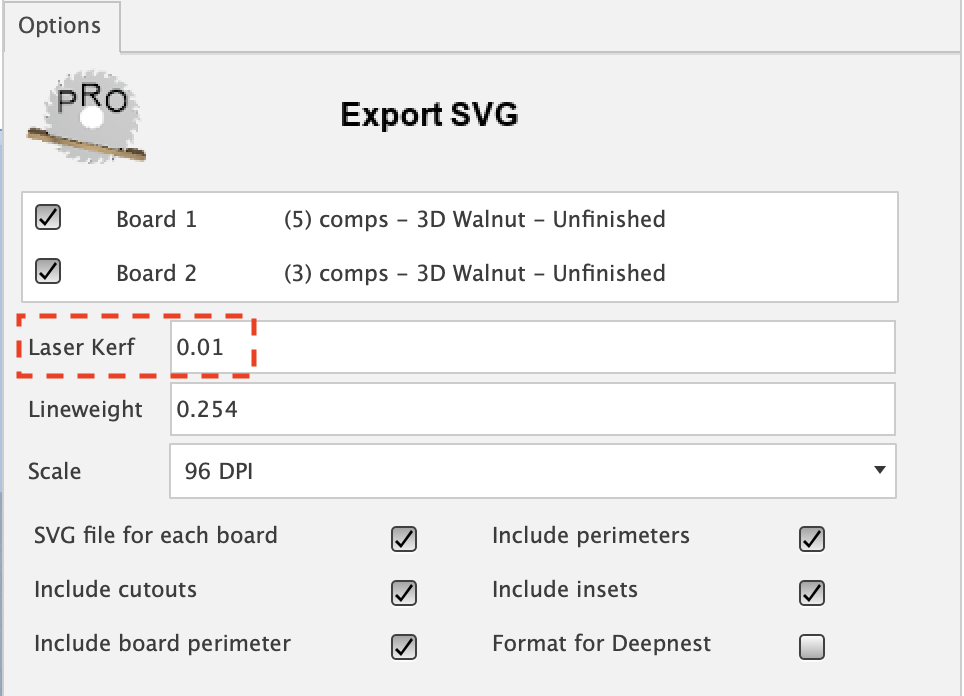 Options
PRO
Export SVG
Board 1 (5) comps – 3D Walnut – Unfinished
Board 2 (3) comps – 3D Walnut – Unfinished
Laser Kerf 0.01
Lineweight 0.254
Scale 96 DPI
SVG file for each board Include perimeters
Include cutouts Include insets
Include board perimeter Format for Deepnest